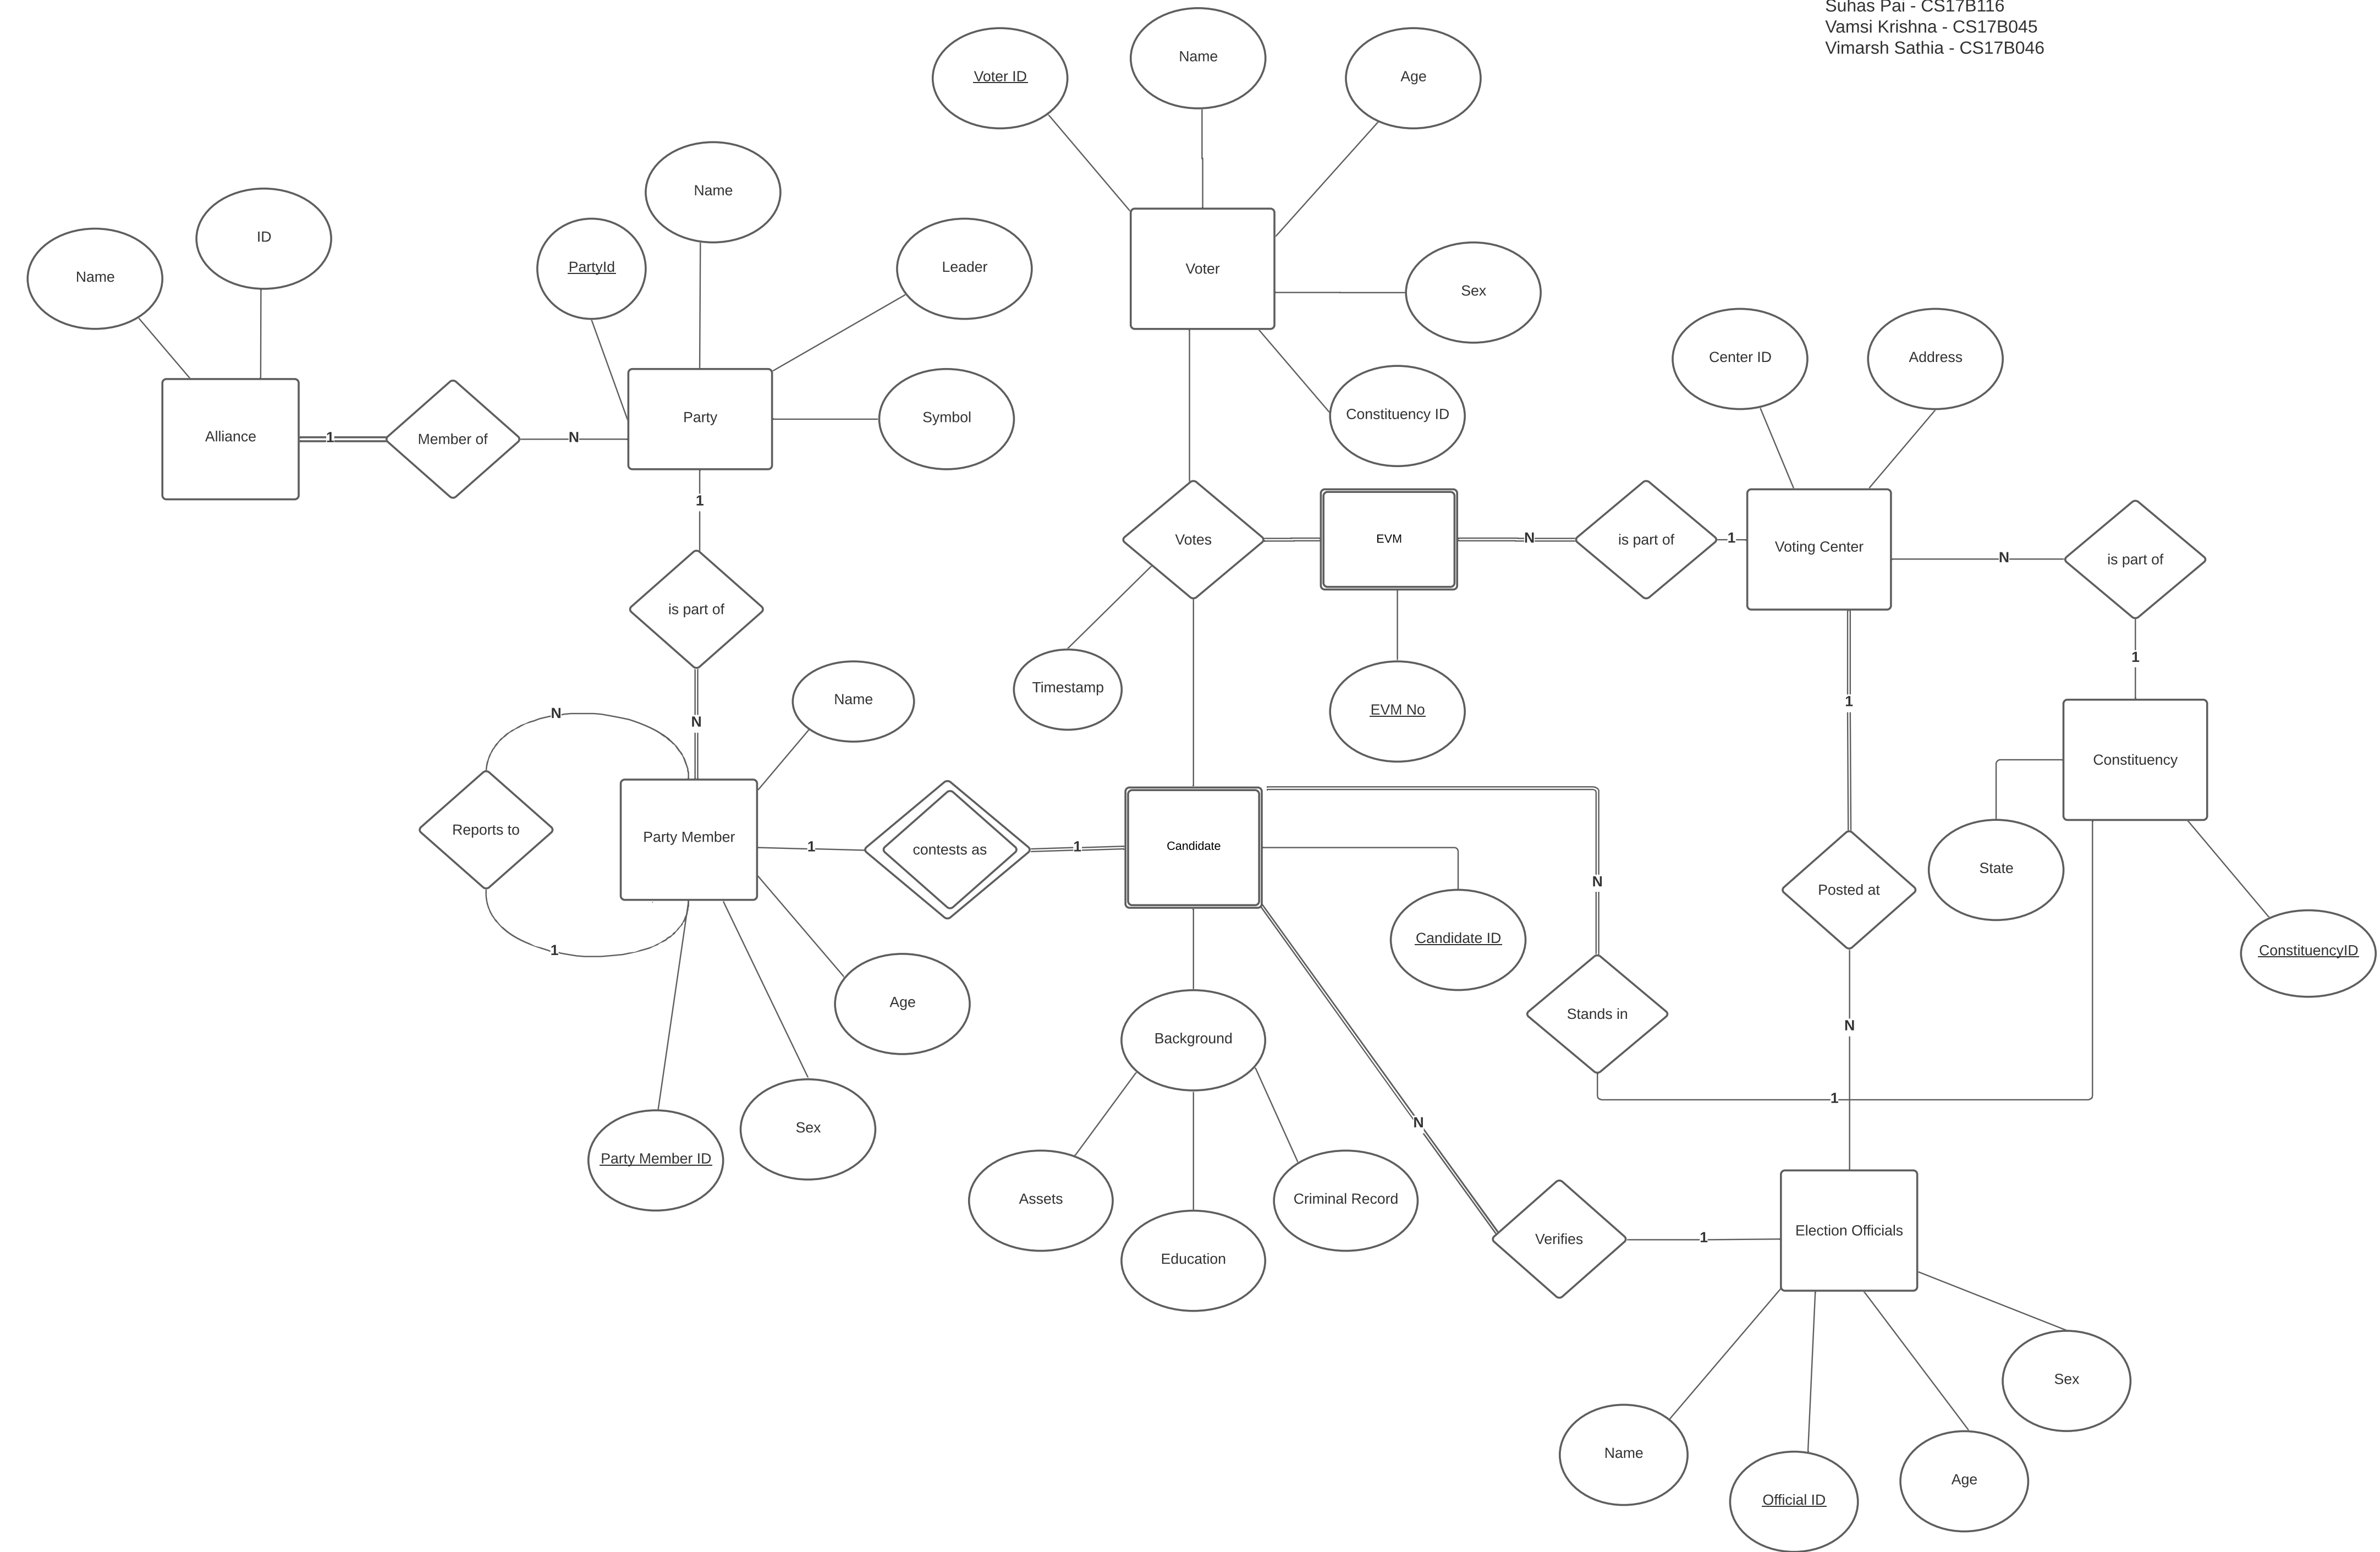 Suhas Pai - CS17B116
Vamsi Krishna - CS17B045
Vimarsh Sathia - CS17B046
Voter ID
Name
Age
Name
ID
Name
PartyId
Leader
Voter
Sex
Center ID
Address
Alliance
1
Member of
N
Party
Symbol
Constituency ID
1
Votes
EVM
N
is part of
1
Voting Center
N
is part of
is part of
1
Timestamp
EVM No
1
N
Name
N
Constituency
Reports to
Party Member
1
contests as
1
Candidate
N
State
Posted at
Candidate ID
ConstituencyID
1
Age
Stands in
N
Background
1
Party Member ID
Sex
N
Assets
Education
Criminal Record
Verifies
1
Election Officials
Sex
Name
Official ID
Age